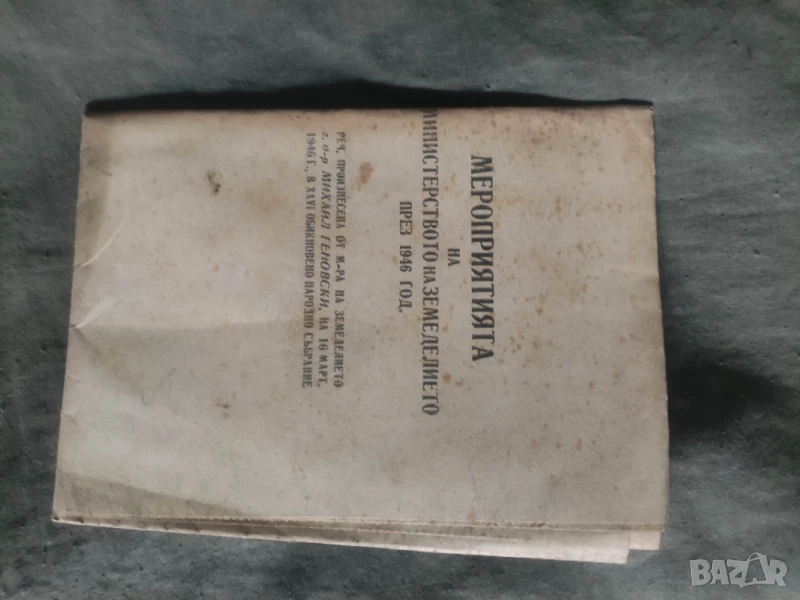 МЕРОПРИЯТИЯТА
НА
МИНИСТЕРСТВОТО НА ЗЕМЕДЕЛИЕТО
ПРЕЗ 1946 ГОД.
РЕЧ, ПРОИЗНЕСЕНА ОТ М-РА НА ЗЕМЕДЕЛИЕТО
г. д-р МИХАИЛ ГЕНОВСКИ, НА 16 МАРТ,
1946 Г., В XXVI ОБИКНОВЕНО НАРОДНО СЪБРАНИЕ
BAZAR